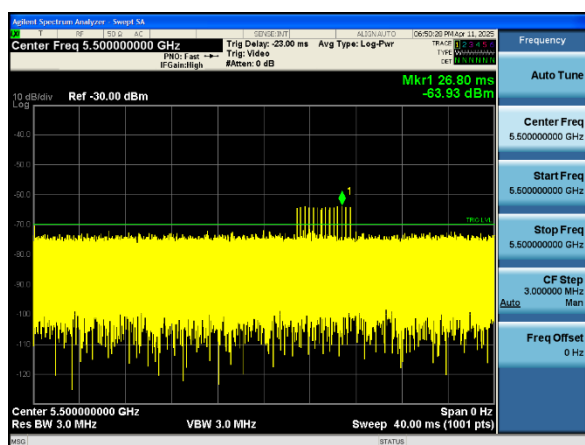 Agilent Spectrum Analyzer - Swept SA
T RF 50 Ω AC SENSE:INT ALIGNAUTO 06:50:28 PM Apr 11, 2025
Center Freq 5.500000000 GHz
PNO: Fast
IFGain:High
Trig Delay:-23.00 ms
Trig: Video
#Atten: 0 dB
Avg Type: Log-Pwr
TRACE 1 2 3 4 5 6
TYPE
DET N N N N N N
Mkr1 26.80 ms
-63.93 dBm
10 dB/div Ref -30.00 dBm
Log
-40.0
-50.0
-60.0
-70.0
-80.0
-90.0
-100
-110
-120
1
TRIG LVL
Center 5.500000000 GHz Span 0 Hz
Res BW 3.0 MHz VBW 3.0 MHz Sweep 40.00 ms (1001 pts)
MSG STATUS
Frequency
Auto Tune
Center Freq
5.500000000 GHz
Start Freq
5.500000000 GHz
Stop Freq
5.500000000 GHz
CF Step
3.000000 MHz
Auto Man
Freq Offset
0 Hz